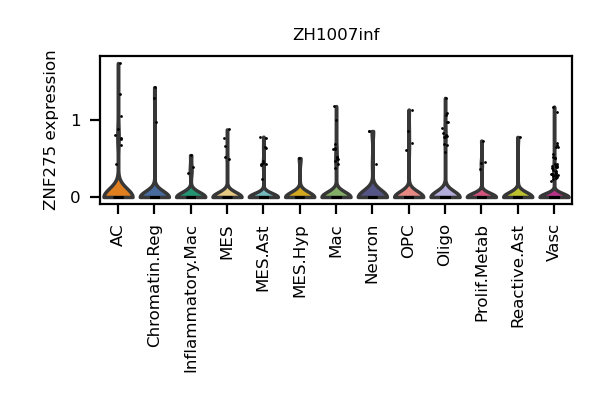 ZH1007inf
ZNF275 expression
1
0
AC
Chromatin.Reg
Inflammatory.Mac
MES
MES.Ast
MES.Hyp
Mac
Neuron
OPC
Oligo
Prolif.Metab
Reactive.Ast
Vasc